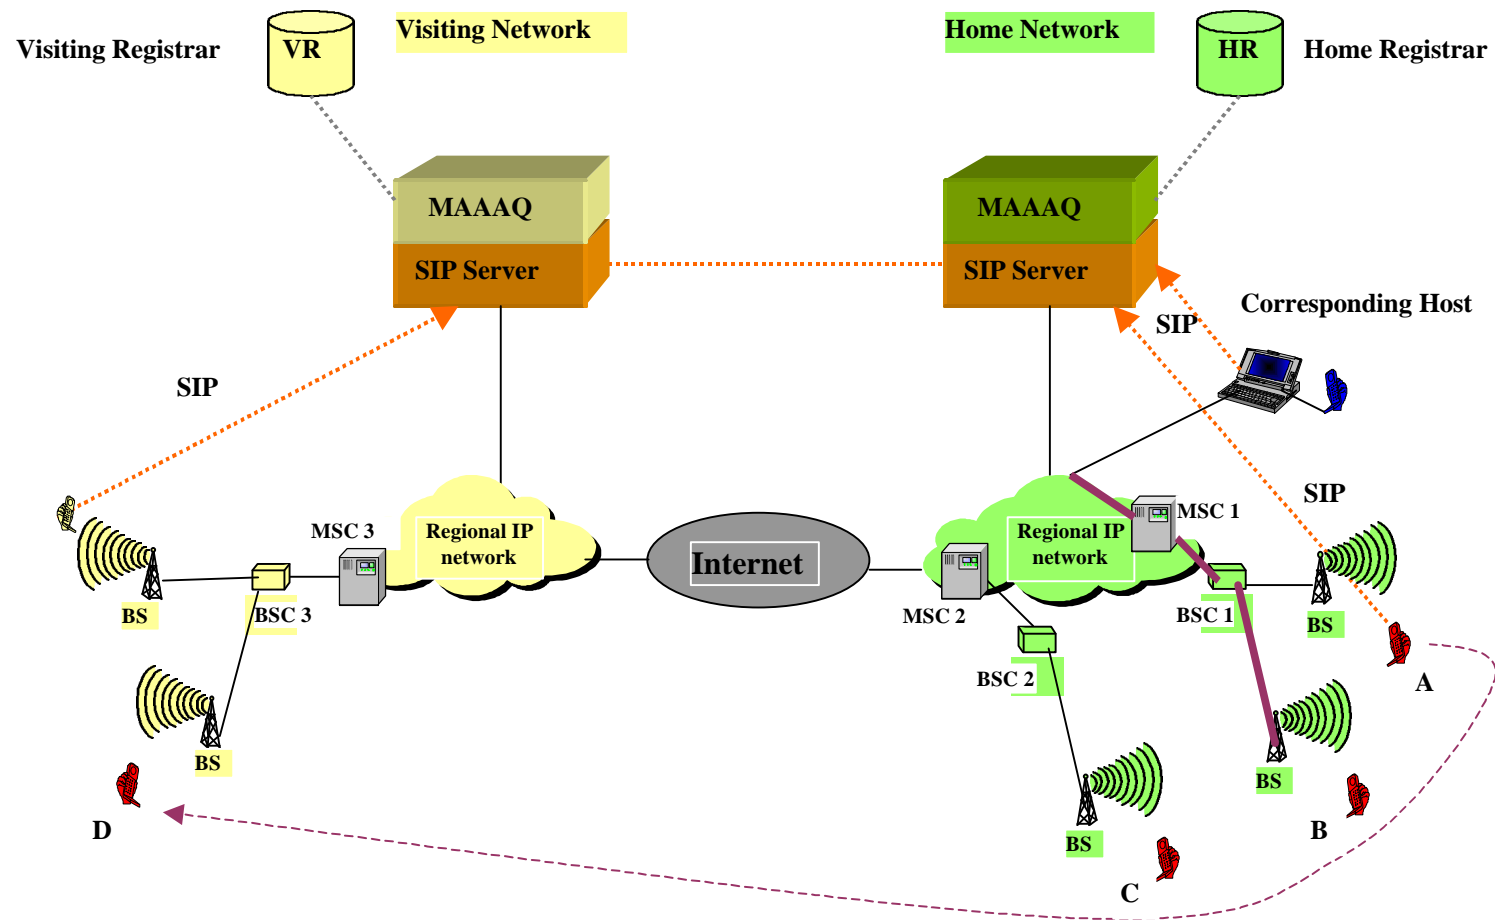 Visiting Registrar
VR
Visiting Network
Home Network
HR
Home Registrar
MAAAQ
SIP Server
MAAAQ
SIP Server
Corresponding Host
SIP
SIP
SIP
MSC 3
Regional IP
network
Internet
Regional IP
network
MSC 1
MSC 2
BS
BSC 3
BSC 1
BS
BSC 2
A
BS
BS
D
B
BS
C